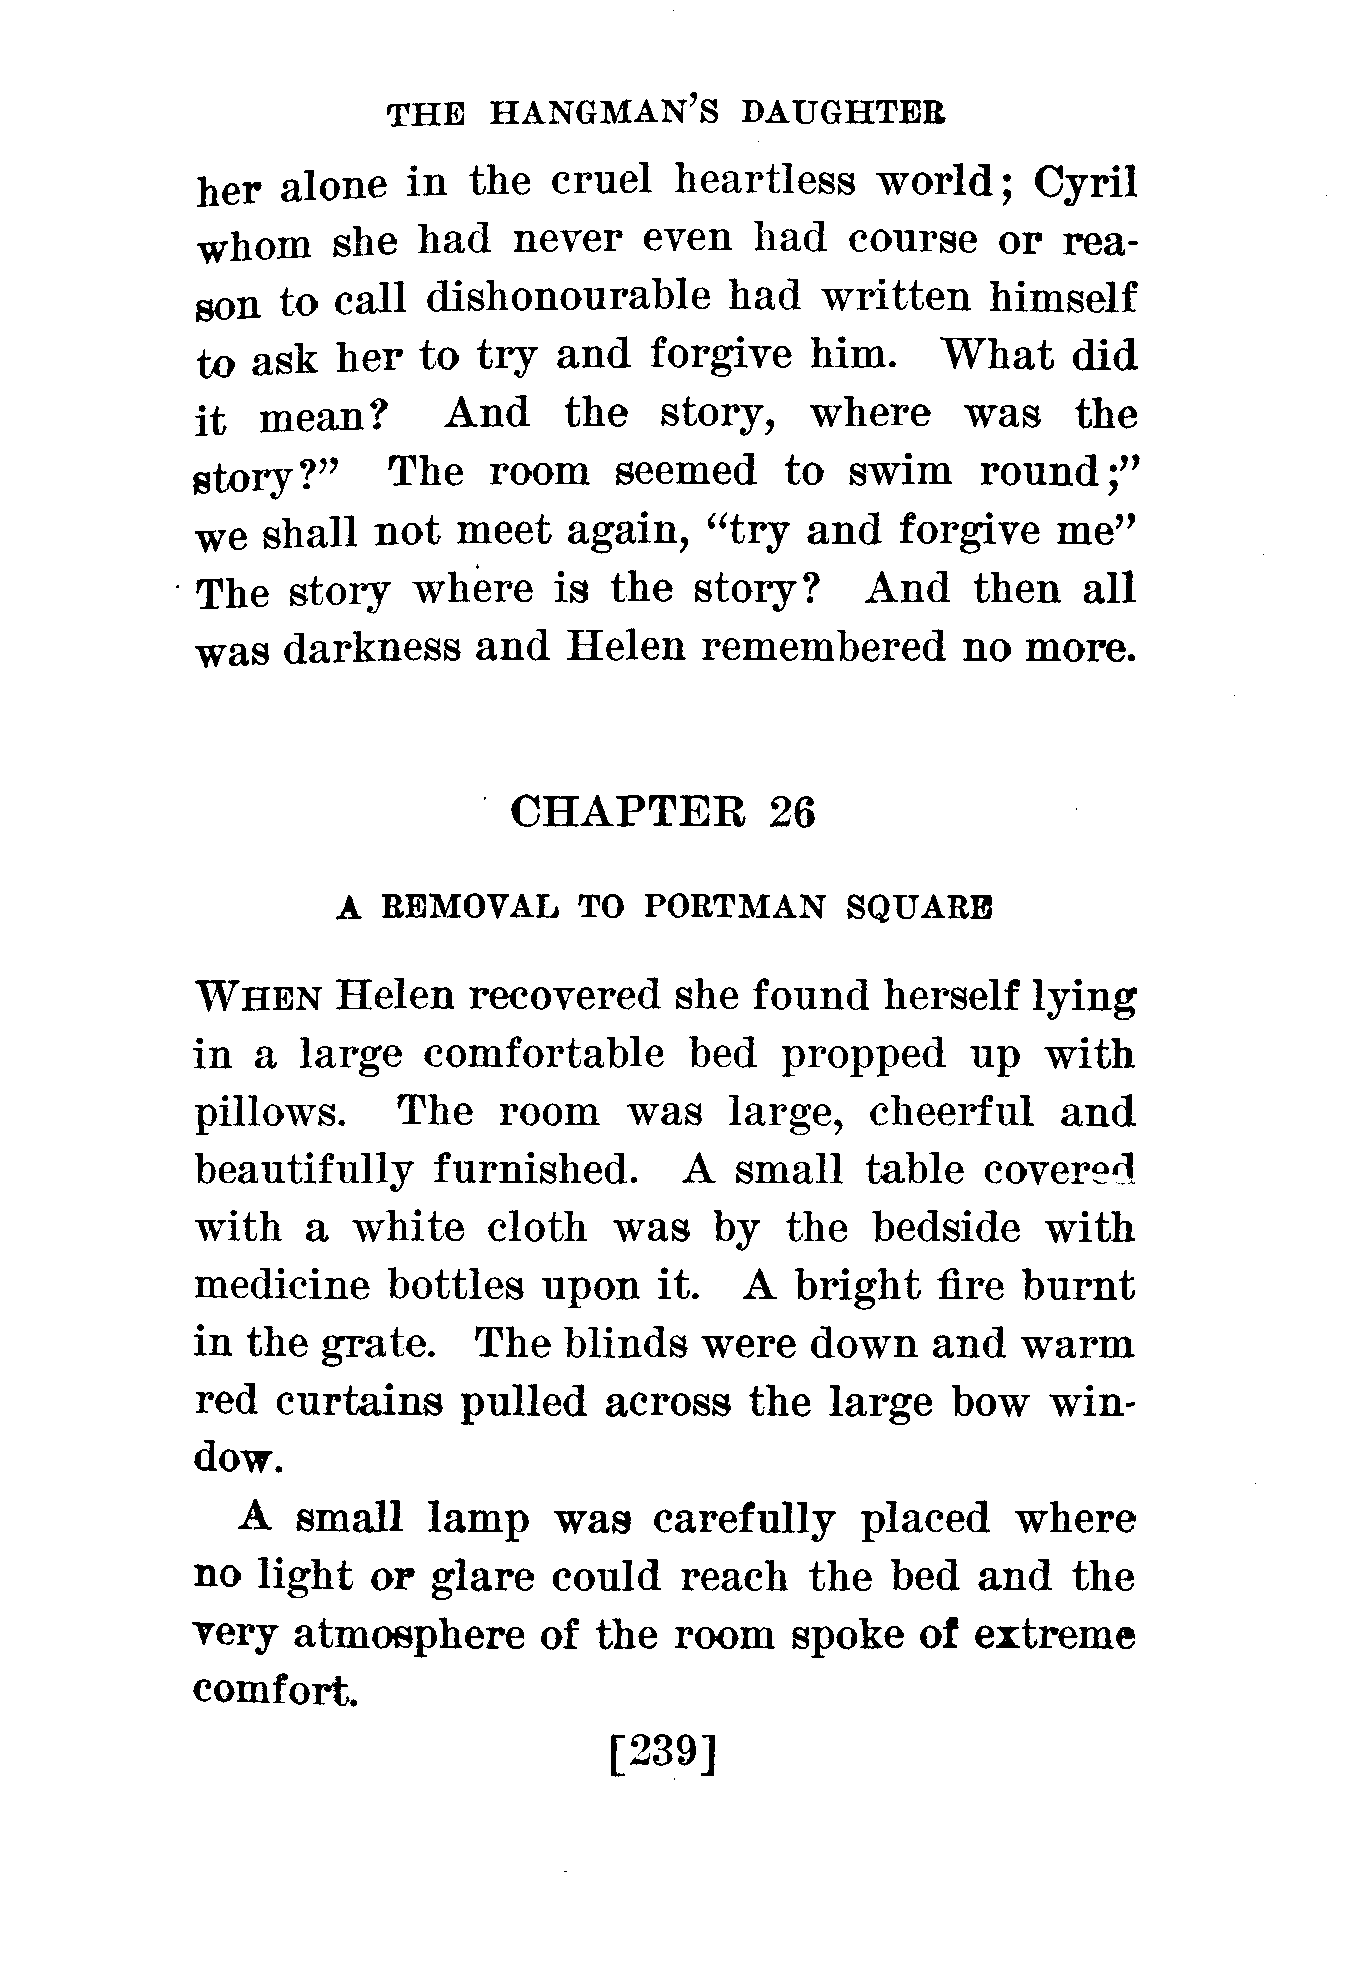 THE HANGMAN'S DAUGHTER
her alone in the cruel heartless world; Cyril
whom she had never even had course or rea-
son to call dishonourable had written himself
to ask her to try and forgive him. What did
it mean? And the story, where was the
story?” The room seemed to swim round;”
we shall not meet again, “try and forgive me”
The story where is the story? And then all
was darkness and Helen remembered no more.
CHAPTER 26
A REMOVAL TO PORTMAN SQUARE
WHEN Helen recovered she found herself lying
in a large comfortable bed propped up with
pillows. The room was large, cheerful and
beautifully furnished. A small table covered
with a white cloth was by the bedside with
medicine bottles upon it. A bright fire burnt
in the grate. The blinds were down and warm
red curtains pulled across the large bow win-
dow.
A small lamp was carefully placed where
no light or glare could reach the bed and the
very atmosphere of the room spoke of extreme
comfort.
[239]